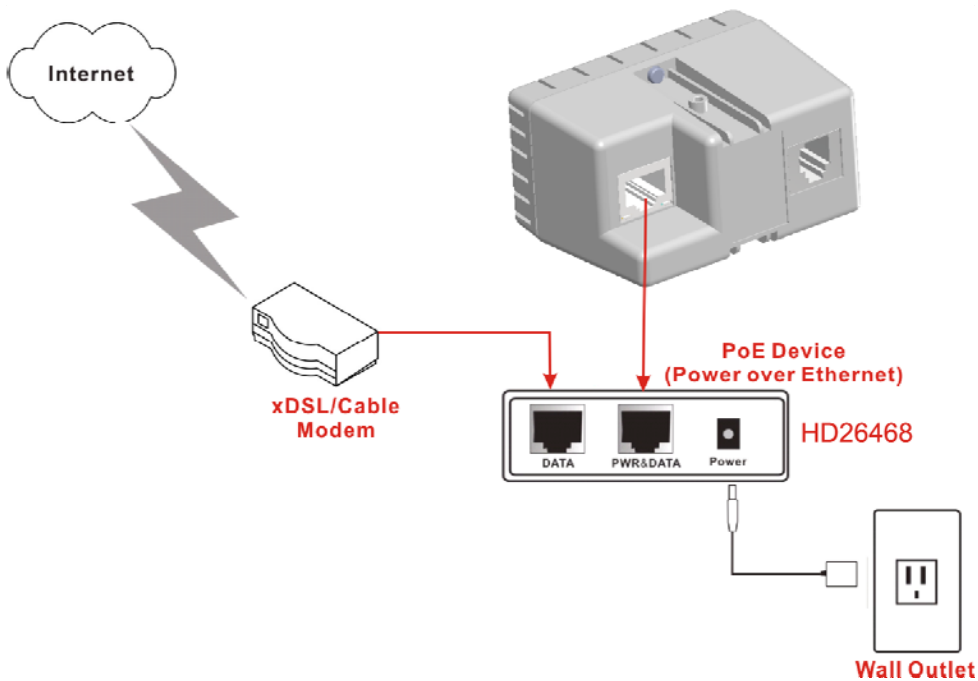 Internet
xDSL/Cable
Modem
PoE Device
(Power over Ethernet)
HD26468
DATA
PWR&DATA
Power
Wall Outlet